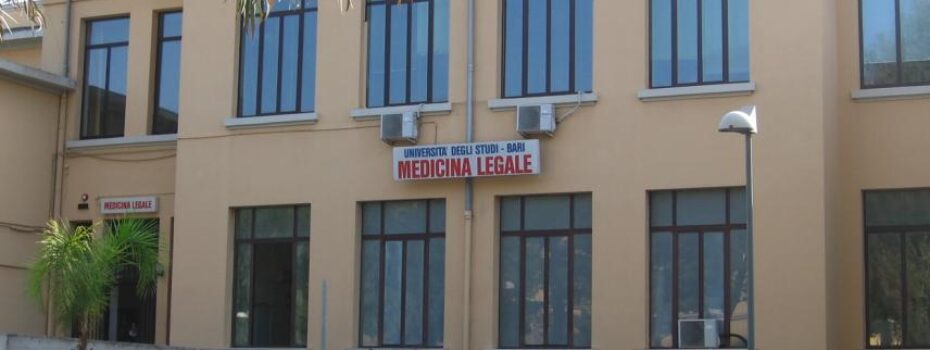 UNIVERSITA' DEGLI STUDI - BARI
MEDICINA LEGALE
MEDICINA LEGALE